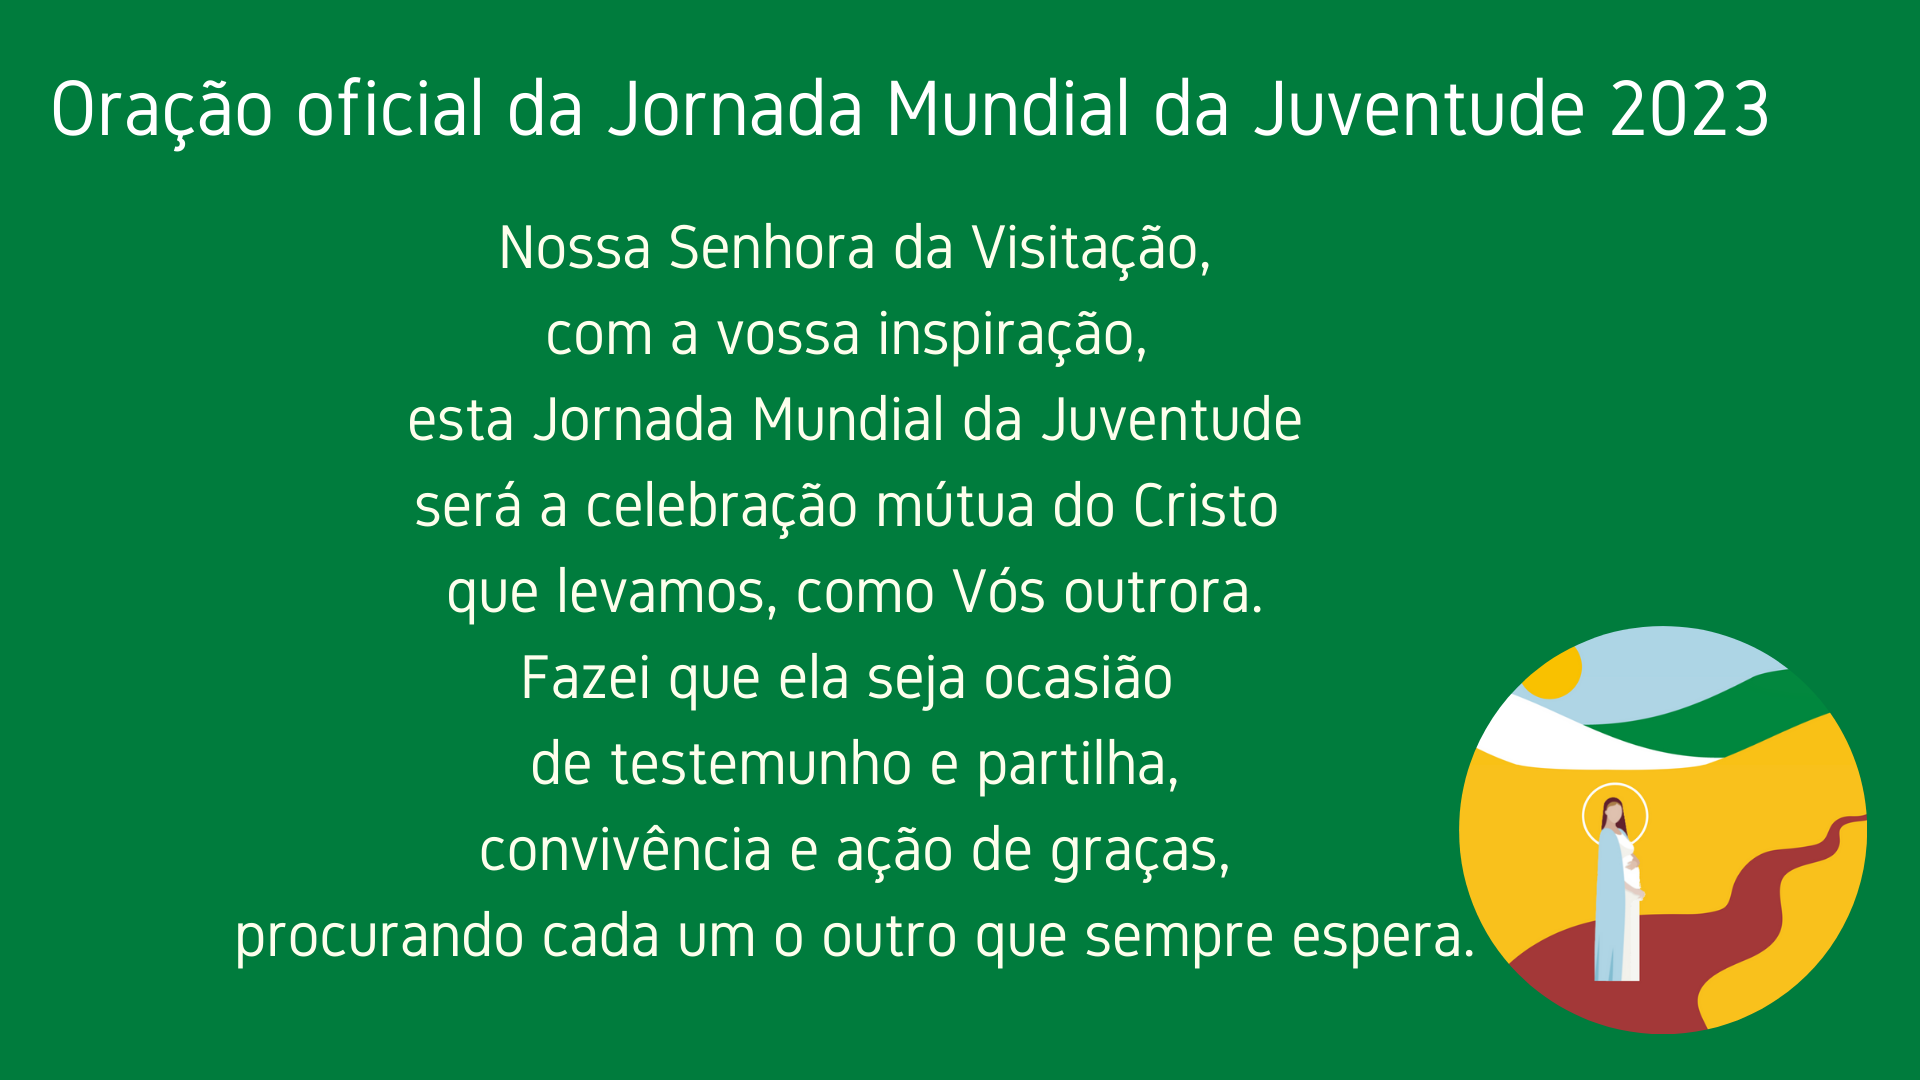 Oração oficial da Jornada Mundial da Juventude 2023
Nossa Senhora da Visitação,
com a vossa inspiração,
esta Jornada Mundial da Juventude
será a celebração mútua do Cristo
que levamos, como Vós outrora.
Fazei que ela seja ocasião
de testemunho e partilha,
convivência e ação de graças,
procurando cada um o outro que sempre espera.